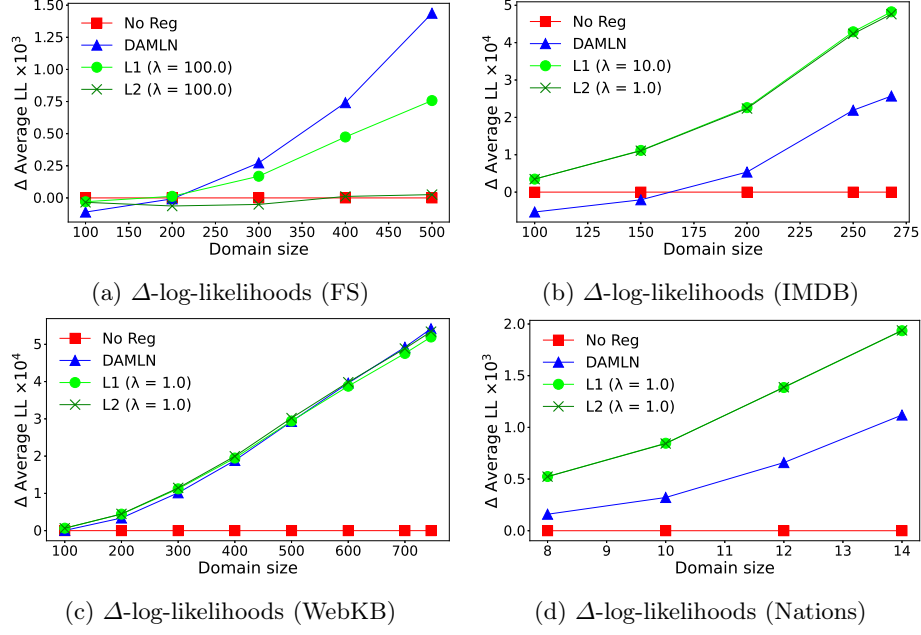 Δ Average LL ×10³
1.50
1.25
1.00
0.75
0.50
0.25
0.00
No Reg
DAMLN
L1 (λ = 100.0)
L2 (λ = 100.0)
100 150 200 250 300 350 400 450 500
Domain size
(a) Δ-log-likelihoods (FS)
Δ Average LL ×10⁴
5
4
3
2
1
0
No Reg
DAMLN
L1 (λ = 10.0)
L2 (λ = 1.0)
100 125 150 175 200 225 250 275
Domain size
(b) Δ-log-likelihoods (IMDB)
Δ Average LL ×10⁴
5
4
3
2
1
0
No Reg
DAMLN
L1 (λ = 1.0)
L2 (λ = 1.0)
100 200 300 400 500 600 700
Domain size
(c) Δ-log-likelihoods (WebKB)
Δ Average LL ×10³
2.0
1.5
1.0
0.5
0.0
No Reg
DAMLN
L1 (λ = 1.0)
L2 (λ = 1.0)
8 9 10 11 12 13 14
Domain size
(d) Δ-log-likelihoods (Nations)